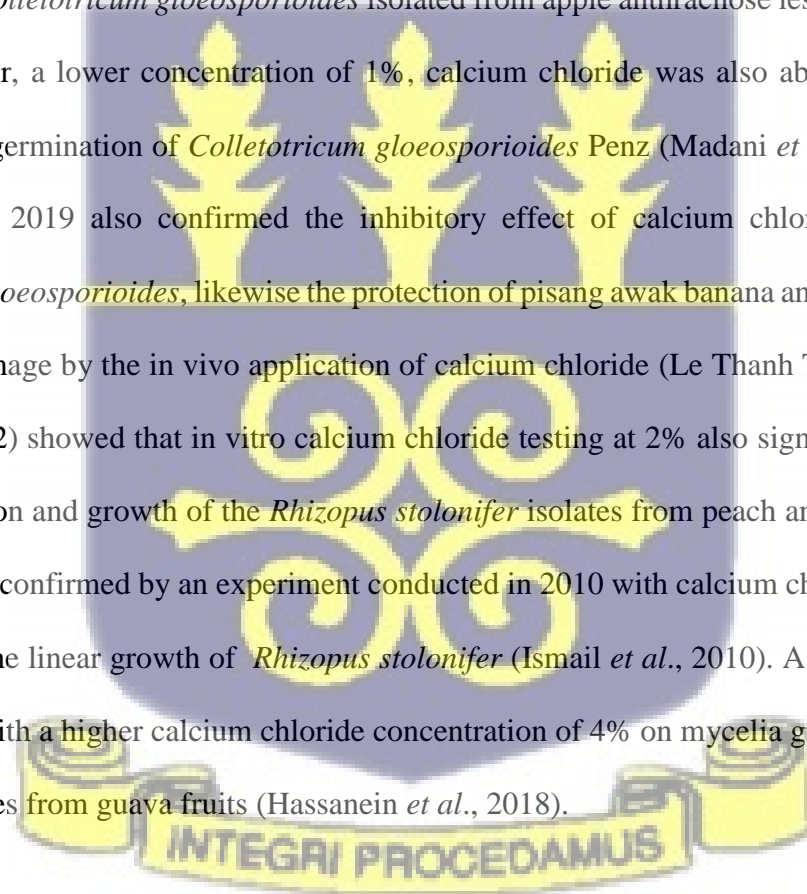 olletotricum gloeosporioides isolated from apple anthracnose les
r, a lower concentration of 1%, calcium chloride was also ab
germination of Colletotricum gloeosporioides Penz (Madani et
2019 also confirmed the inhibitory effect of calcium chlor
oeosporioides, likewise the protection of pisang awak banana an
nage by the in vivo application of calcium chloride (Le Thanh T
2) showed that in vitro calcium chloride testing at 2% also sign
on and growth of the Rhizopus stolonifer isolates from peach an
confirmed by an experiment conducted in 2010 with calcium ch
ne linear growth of Rhizopus stolonifer (Ismail et al., 2010). A
ith a higher calcium chloride concentration of 4% on mycelia g
es from guava fruits (Hassanein et al., 2018).
INTEGRI PROCEDAMUS